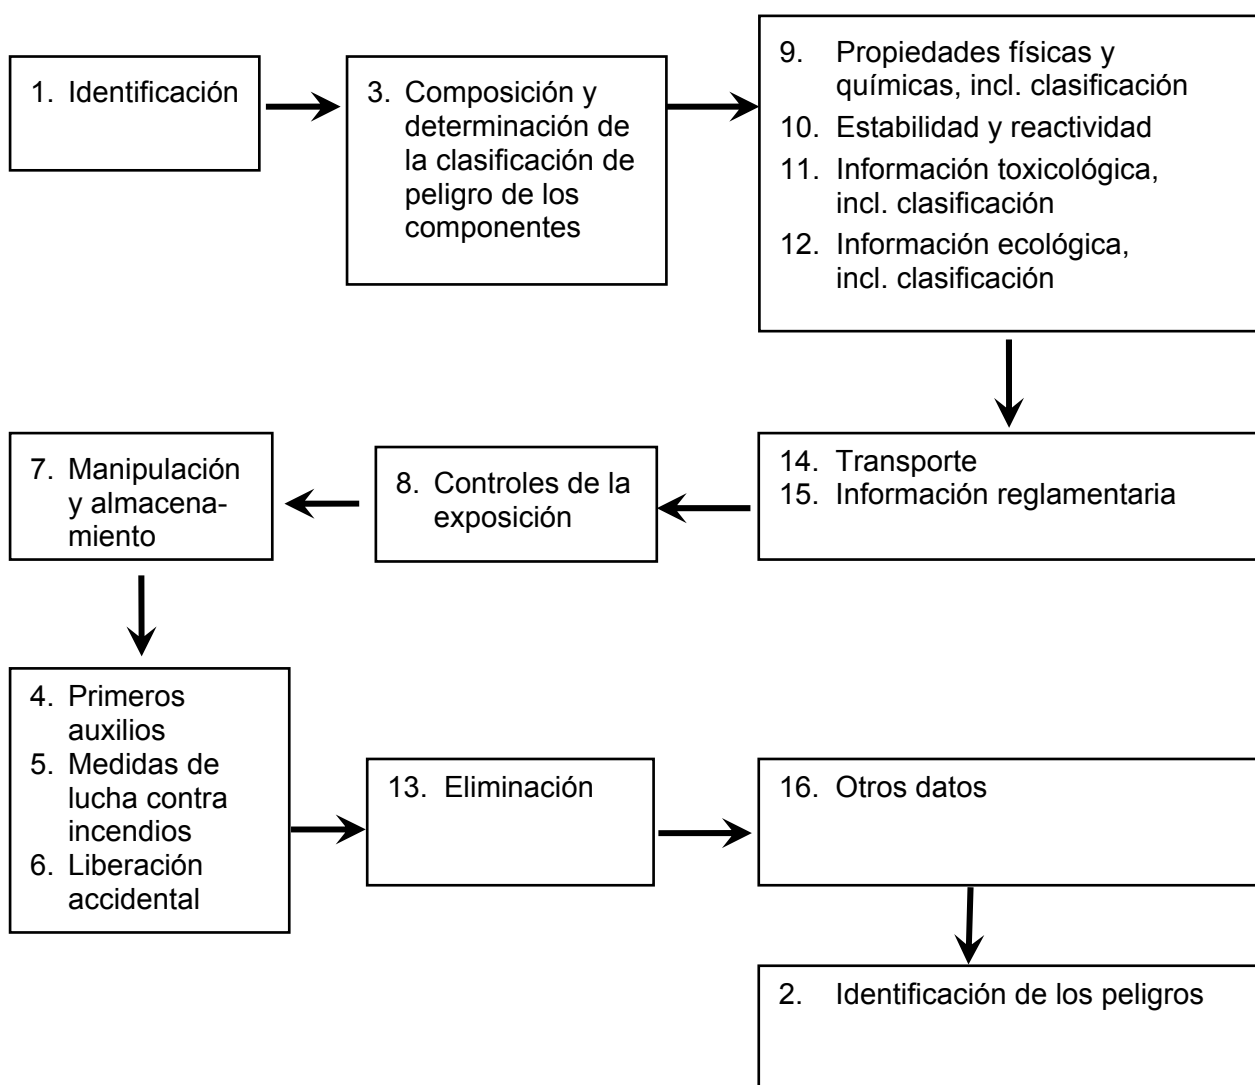 1. Identificación
3. Composición y
determinación de
la clasificación de
peligro de los
componentes
9. Propiedades físicas y
químicas, incl. clasificación
10. Estabilidad y reactividad
11. Información toxicológica,
incl. clasificación
12. Información ecológica,
incl. clasificación
14. Transporte
15. Información reglamentaria
8. Controles de la
exposición
7. Manipulación
y almacena-
miento
4. Primeros
auxilios
5. Medidas de
lucha contra
incendios
6. Liberación
accidental
13. Eliminación
16. Otros datos
2. Identificación de los peligros